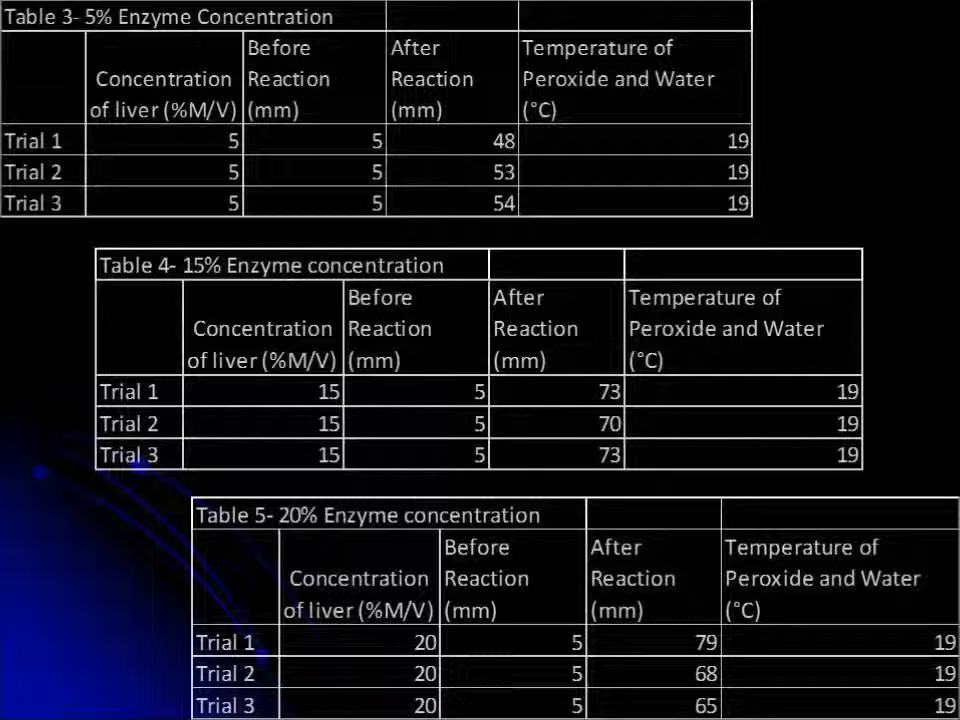 Table 3- 5% Enzyme Concentration
Before After Temperature of
Concentration Reaction Reaction Peroxide and Water
of liver (%M/V) (mm) (mm) (°C)
Trial 1 5 5 48 19
Trial 2 5 5 53 19
Trial 3 5 5 54 19
Table 4- 15% Enzyme concentration
Before After Temperature of
Concentration Reaction Reaction Peroxide and Water
of liver (%M/V) (mm) (mm) (°C)
Trial 1 15 5 73 19
Trial 2 15 5 70 19
Trial 3 15 5 73 19
Table 5- 20% Enzyme concentration
Before After Temperature of
Concentration Reaction Reaction Peroxide and Water
of liver (%M/V) (mm) (mm) (°C)
Trial 1 20 5 79 19
Trial 2 20 5 68 19
Trial 3 20 5 65 19